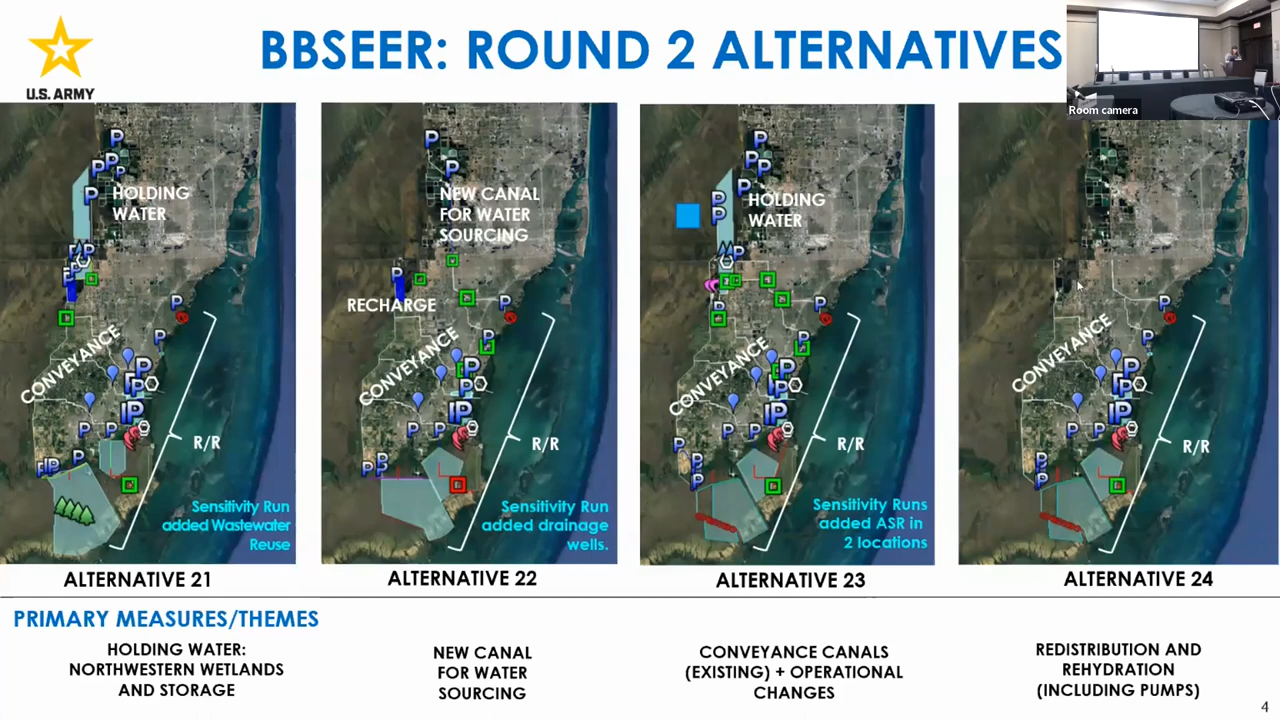 BBSEER: ROUND 2 ALTERNATIVES
U.S. ARMY
Room camera
P
P
P
P
P
HOLDING
WATER
P
P
P
P
P
CONVEYANCE
P
P
P
P
P
P
P
R/R
Sensitivity Run
added Wastewater
Reuse
ALTERNATIVE 21
P
P
NEW CANAL
FOR WATER
SOURCING
P
RECHARGE
P
CONVEYANCE
P
P
P
P
P
P
P
R/R
Sensitivity Run
added drainage
wells.
ALTERNATIVE 22
P
P
P
P
P
P
HOLDING
WATER
P
P
P
CONVEYANCE
P
P
P
P
P
P
P
R/R
Sensitivity Runs
added ASR in
2 locations
ALTERNATIVE 23
P
P
CONVEYANCE
P
P
P
P
P
P
P
R/R
ALTERNATIVE 24
PRIMARY MEASURES/THEMES
HOLDING WATER:
NORTHWESTERN WETLANDS
AND STORAGE
NEW CANAL
FOR WATER
SOURCING
CONVEYANCE CANALS
(EXISTING) + OPERATIONAL
CHANGES
REDISTRIBUTION AND
REHYDRATION
(INCLUDING PUMPS)
4